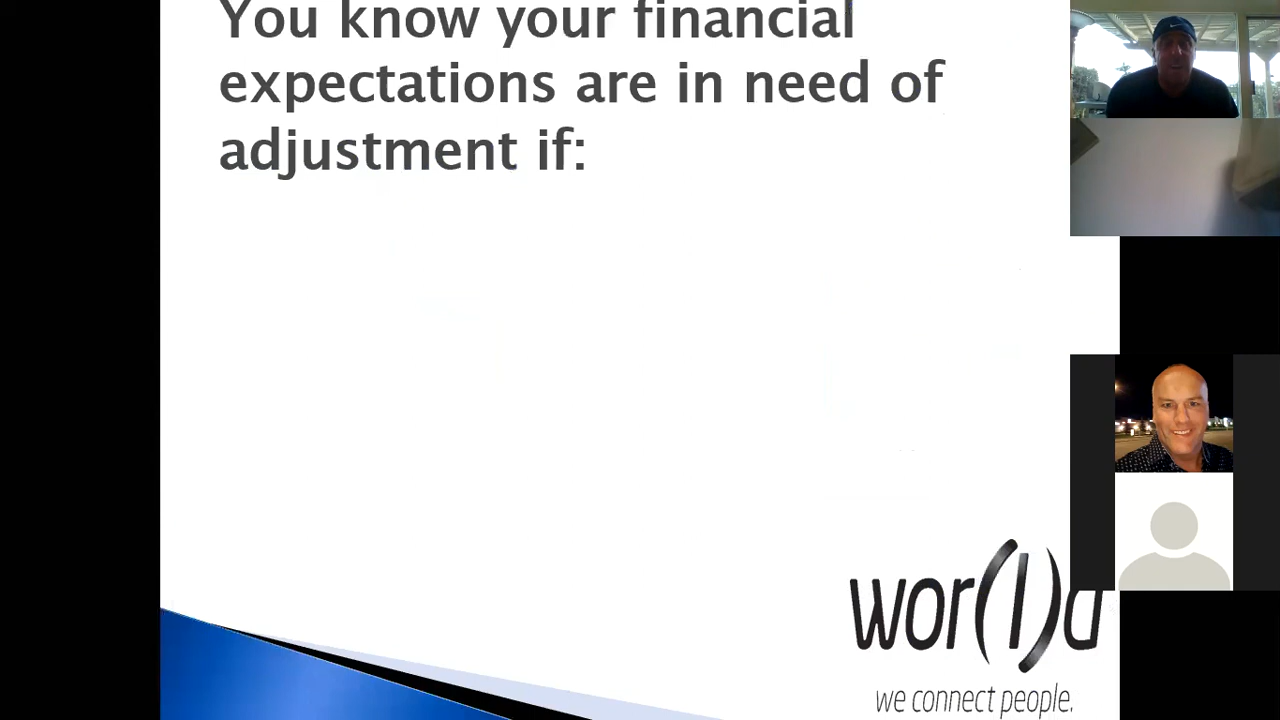 You know your financial
expectations are in need of
adjustment if:
wor(l)d
we connect people.